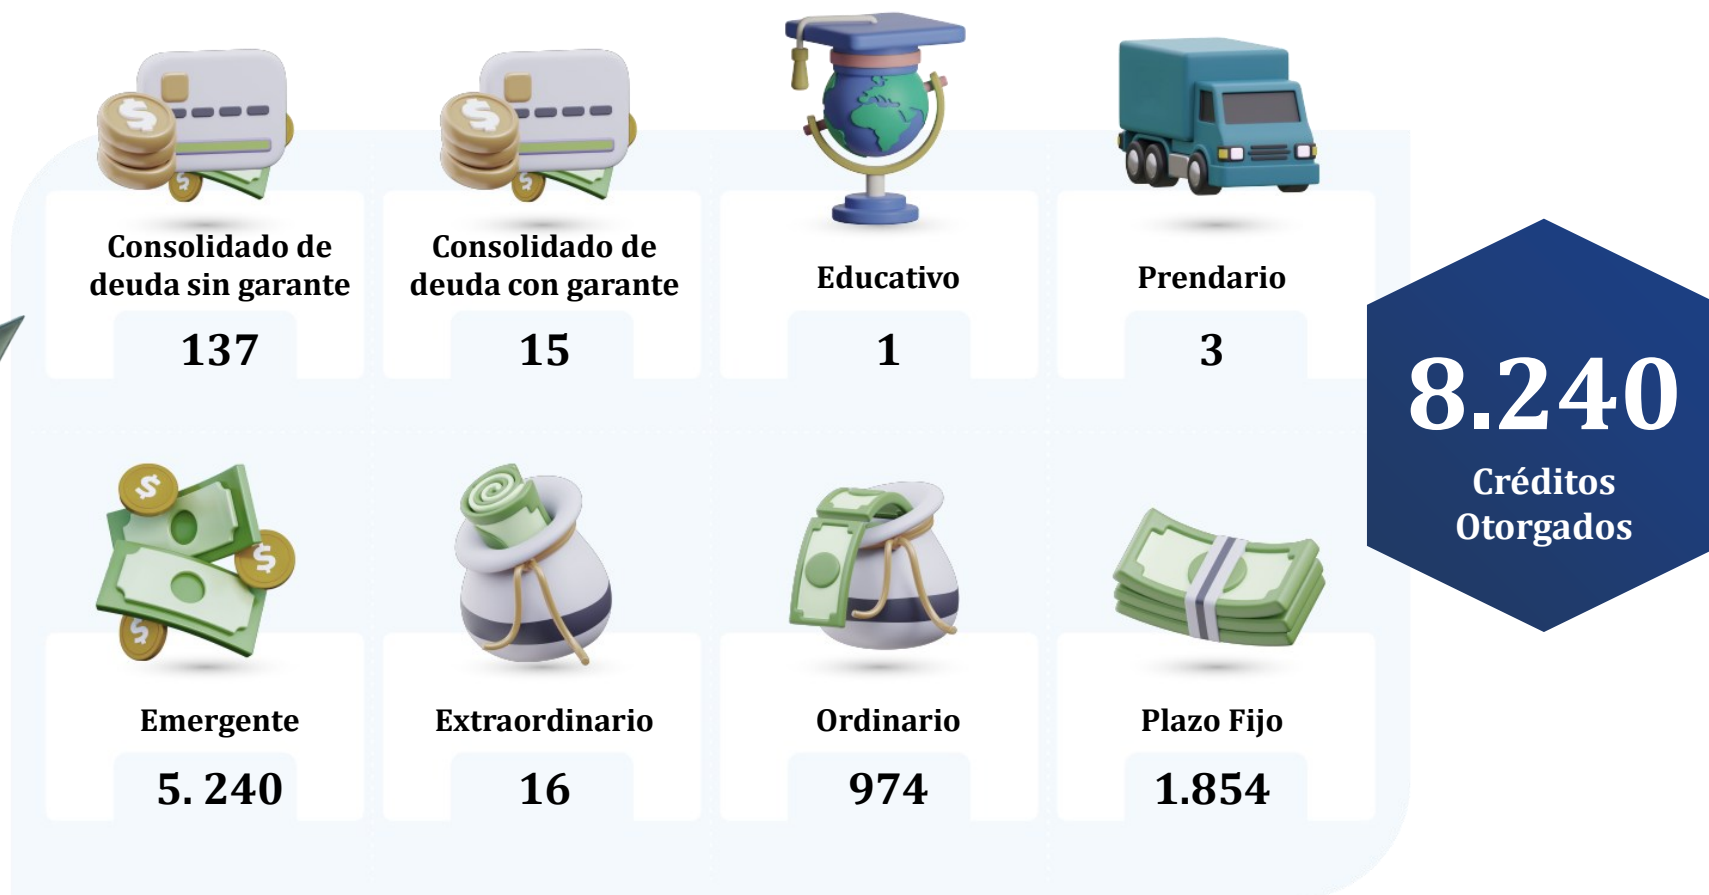 Consolidado de
deuda sin garante
137
Consolidado de
deuda con garante
15
Educativo
1
Prendario
3
Emergente
5. 240
Extraordinario
16
Ordinario
974
Plazo Fijo
1.854
8.240
Créditos
Otorgados